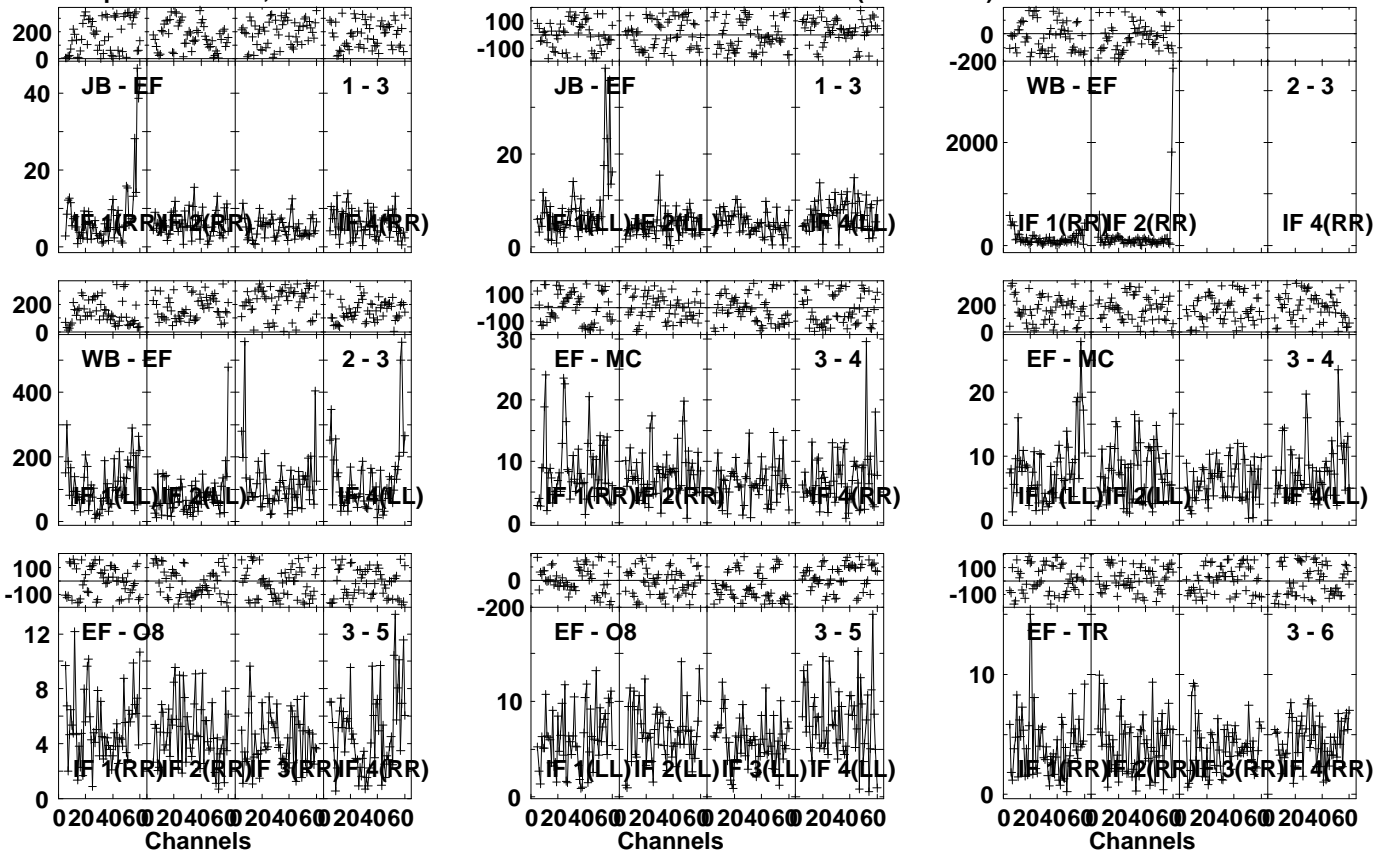 200
0
JB - EF 1 - 3
40
20
0
IF 1(RR) IF 2(RR) IF 4(RR)
100
-100
JB - EF 1 - 3
20
0
IF 1(LL) IF 2(LL) IF 4(LL)
0
-200
WB - EF 2 - 3
2000
0
IF 1(RR) IF 2(RR) IF 4(RR)
200
0
WB - EF 2 - 3
400
200
0
IF 1(LL) IF 2(LL) IF 4(LL)
100
-100
30
EF - MC 3 - 4
20
10
0
IF 1(RR) IF 2(RR) IF 4(RR)
200
0
EF - MC 3 - 4
20
10
0
IF 1(LL) IF 2(LL) IF 4(LL)
100
-100
EF - O8 3 - 5
12
8
4
0
IF 1(RR) IF 2(RR) IF 3(RR) IF 4(RR)
0 20 40 60 0 20 40 60 0 20 40 60 0 20 40 60
Channels
0
-200
EF - O8 3 - 5
10
0
IF 1(LL) IF 2(LL) IF 3(LL) IF 4(LL)
0 20 40 60 0 20 40 60 0 20 40 60 0 20 40 60
Channels
100
-100
EF - TR 3 - 6
10
0
IF 1(RR) IF 2(RR) IF 3(RR) IF 4(RR)
0 20 40 60 0 20 40 60 0 20 40 60 0 20 40 60
Channels